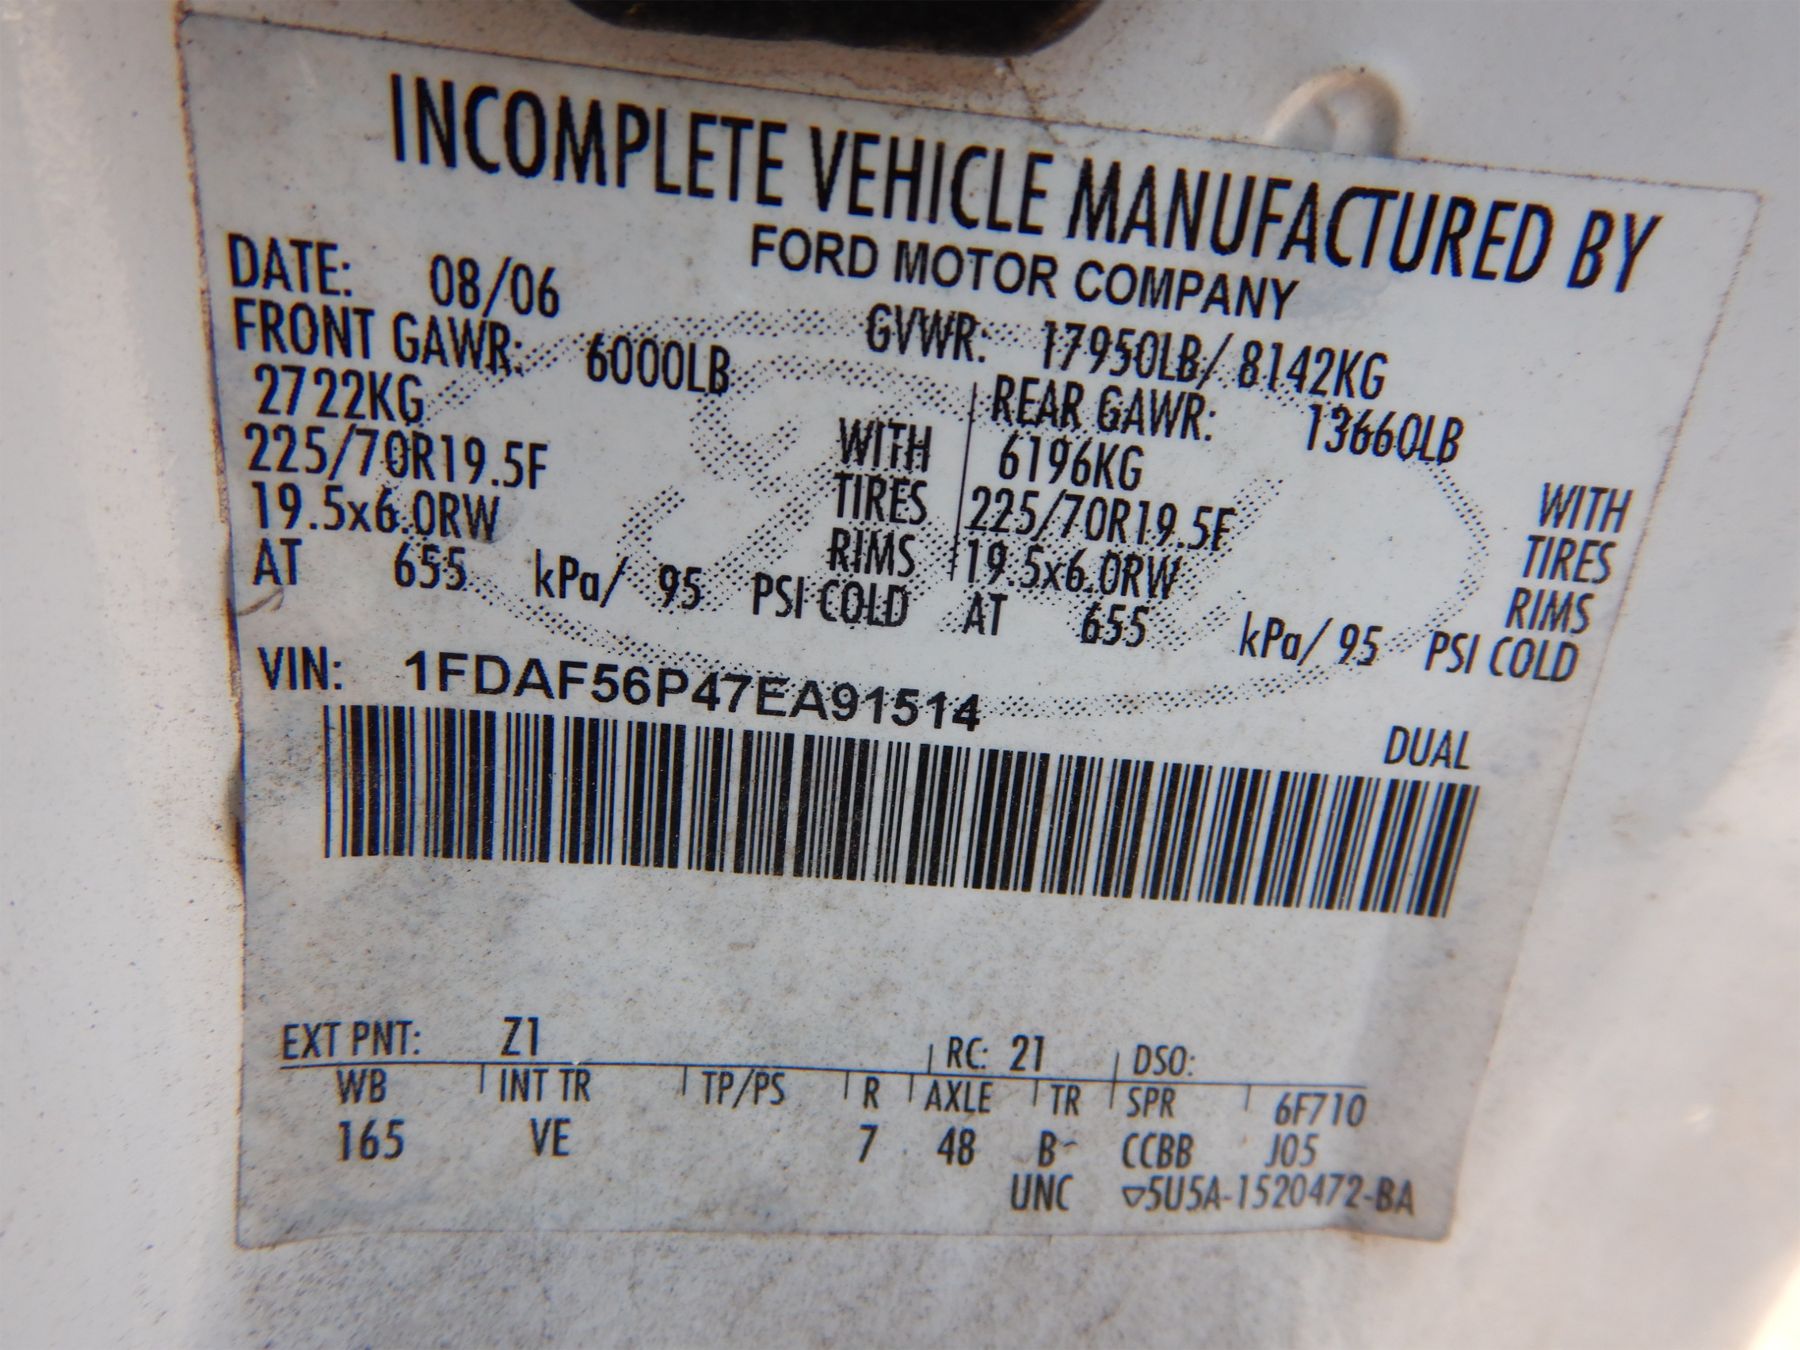 INCOMPLETE VEHICLE MANUFACTURED BY
FORD MOTOR COMPANY
DATE: 08/06 GVWR: 17950LB/ 8142KG
FRONT GAWR: 6000LB REAR GAWR: 13660LB
2722KG WITH 6196KG WITH
225/70R19.5F TIRES 225/70R19.5F TIRES
19.5x6.0RW RIMS 19.5x6.0RW RIMS
AT 655 kPa/ 95 PSI COLD AT 655 kPa/ 95 PSI COLD
VIN: 1FDAF56P47EA91514
DUAL
EXT PNT: Z1 RC: 21 DSO:
WB INT TR TP/PS R AXLE TR SPR 6F710
165 VE 7 48 B CCBB J05
UNC ▽5U5A-1520472-BA